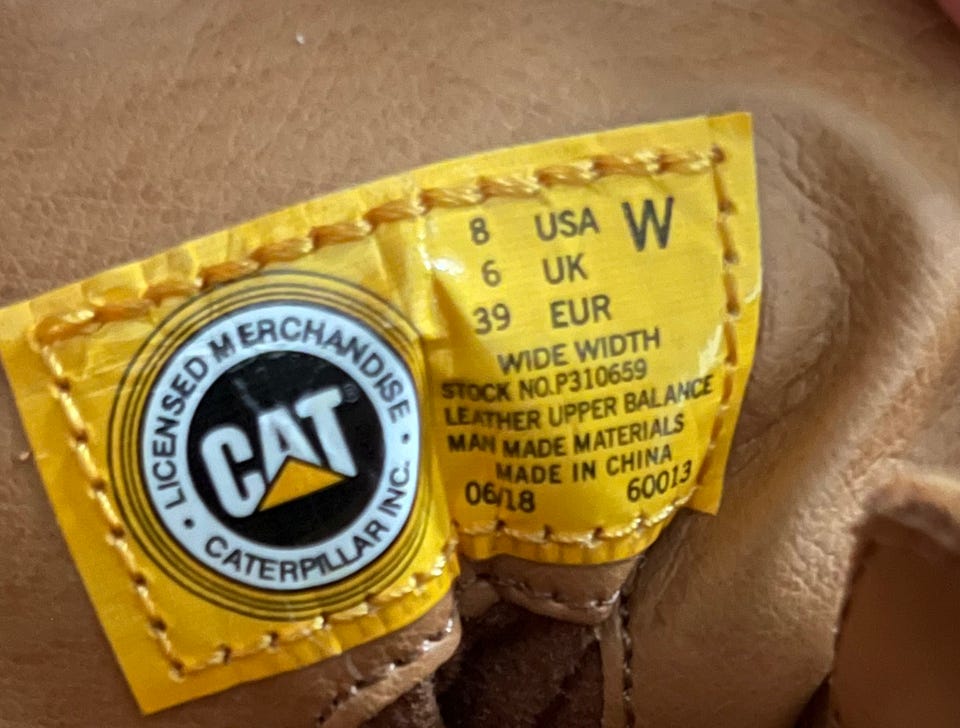 LICENSED MERCHANDISE
CAT®
• CATERPILLAR INC. •
8 USA W
6 UK
39 EUR
WIDE WIDTH
STOCK NO.P310659
LEATHER UPPER BALANCE
MAN MADE MATERIALS
MADE IN CHINA
06/18 60013